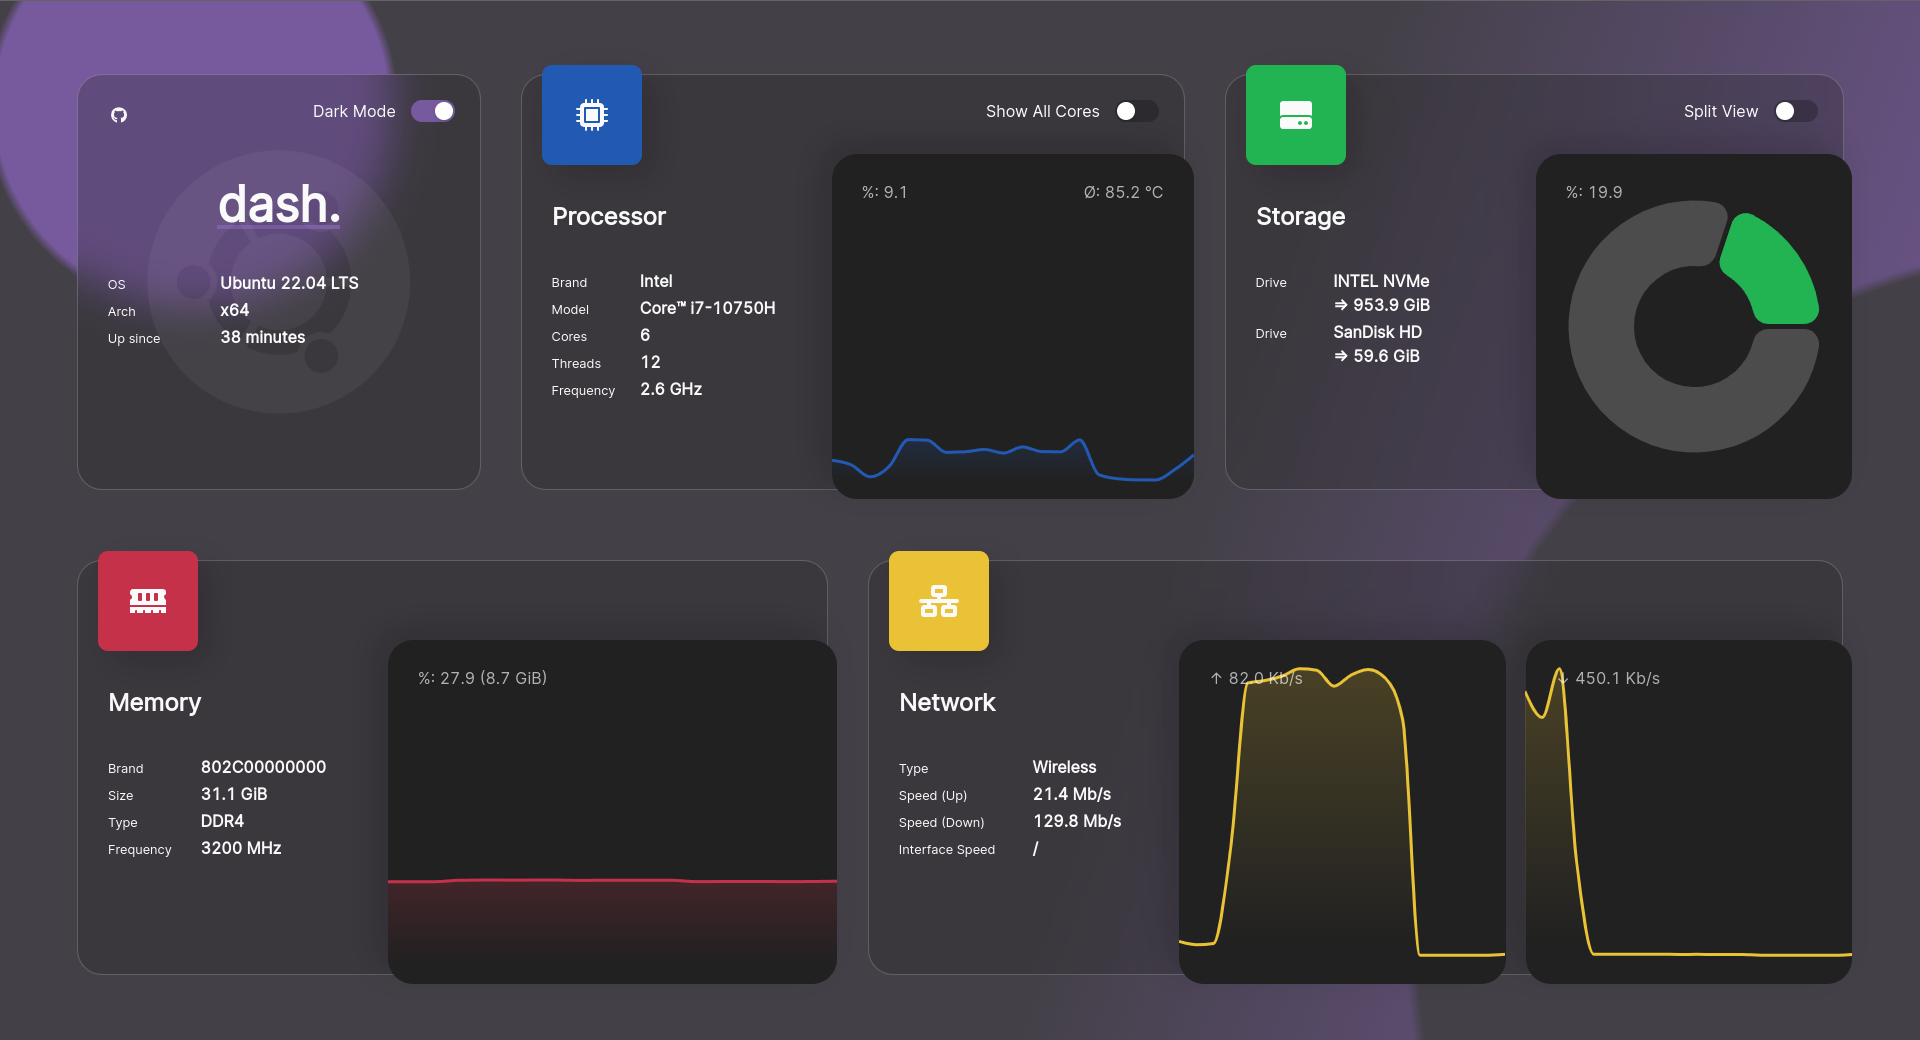 Dark Mode
dash.
OS Ubuntu 22.04 LTS
Arch x64
Up since 38 minutes
Show All Cores
%: 9.1 Ø: 85.2 °C
Processor
Brand Intel
Model Core™ i7-10750H
Cores 6
Threads 12
Frequency 2.6 GHz
Split View
%: 19.9
Storage
Drive INTEL NVMe
⇒ 953.9 GiB
Drive SanDisk HD
⇒ 59.6 GiB
%: 27.9 (8.7 GiB)
Memory
Brand 802C00000000
Size 31.1 GiB
Type DDR4
Frequency 3200 MHz
↑ 82.0 Kb/s
↓ 450.1 Kb/s
Network
Type Wireless
Speed (Up) 21.4 Mb/s
Speed (Down) 129.8 Mb/s
Interface Speed /